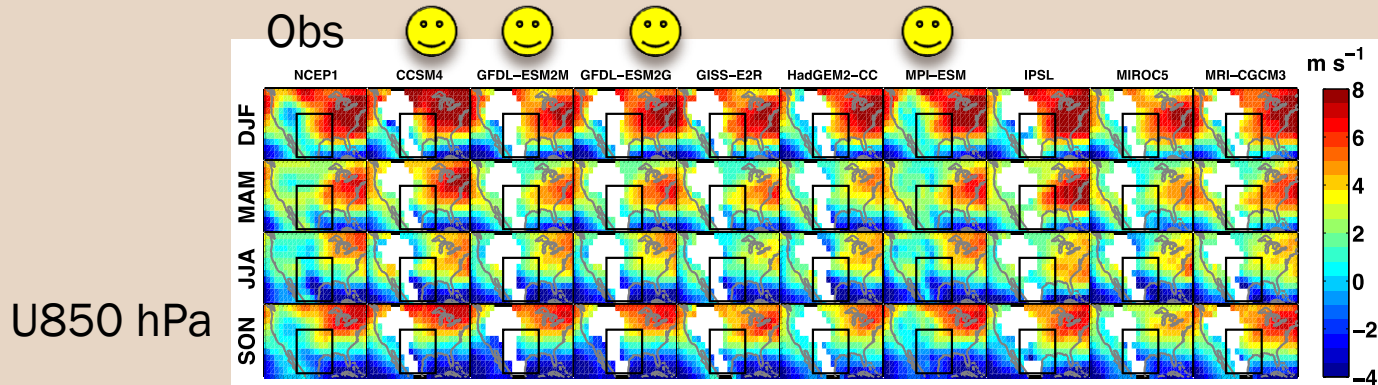 Obs
m s⁻¹
NCEP1 CCSM4 GFDL–ESM2M GFDL–ESM2G GISS–E2R HadGEM2–CC MPI–ESM IPSL MIROC5 MRI–CGCM3
DJF
MAM
JJA
SON
U850 hPa
8
6
4
2
0
−2
−4